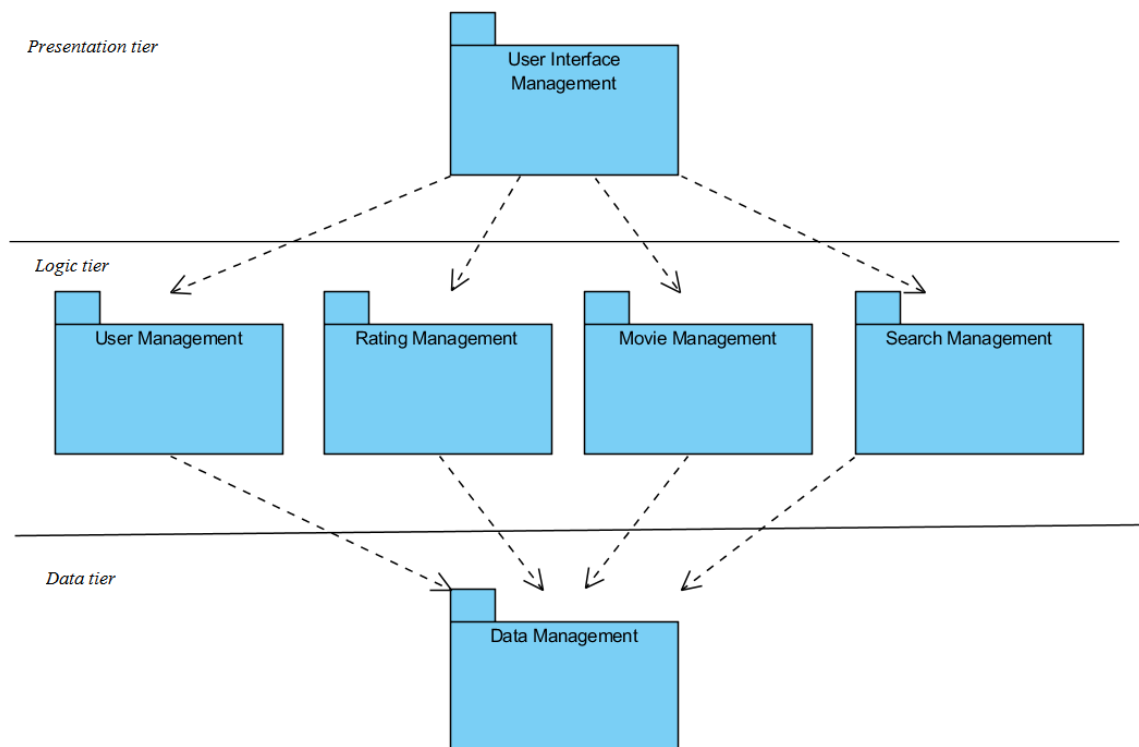 Presentation tier
User Interface
Management
Logic tier
User Management
Rating Management
Movie Management
Search Management
Data tier
Data Management